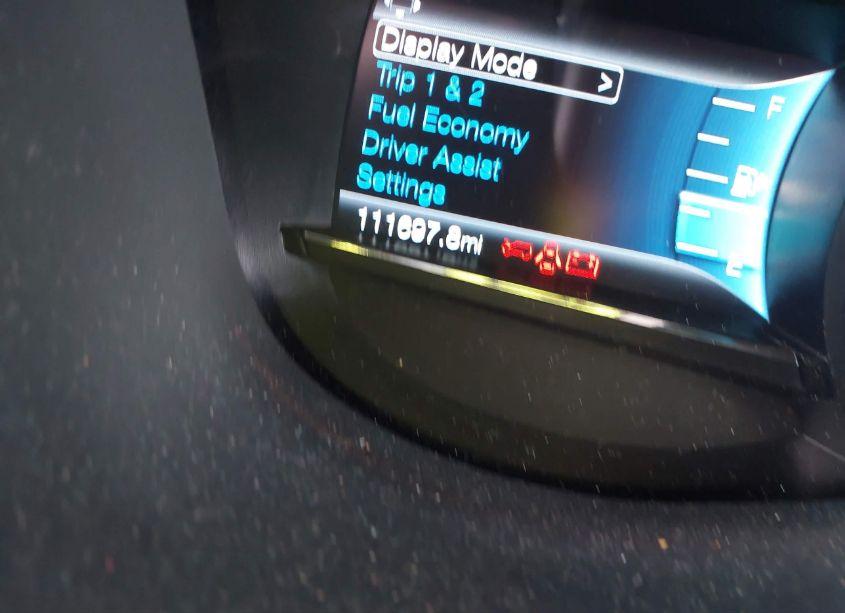 Display Mode >
Trip 1 & 2
Fuel Economy
Driver Assist
Settings
111697.8mi
F
E